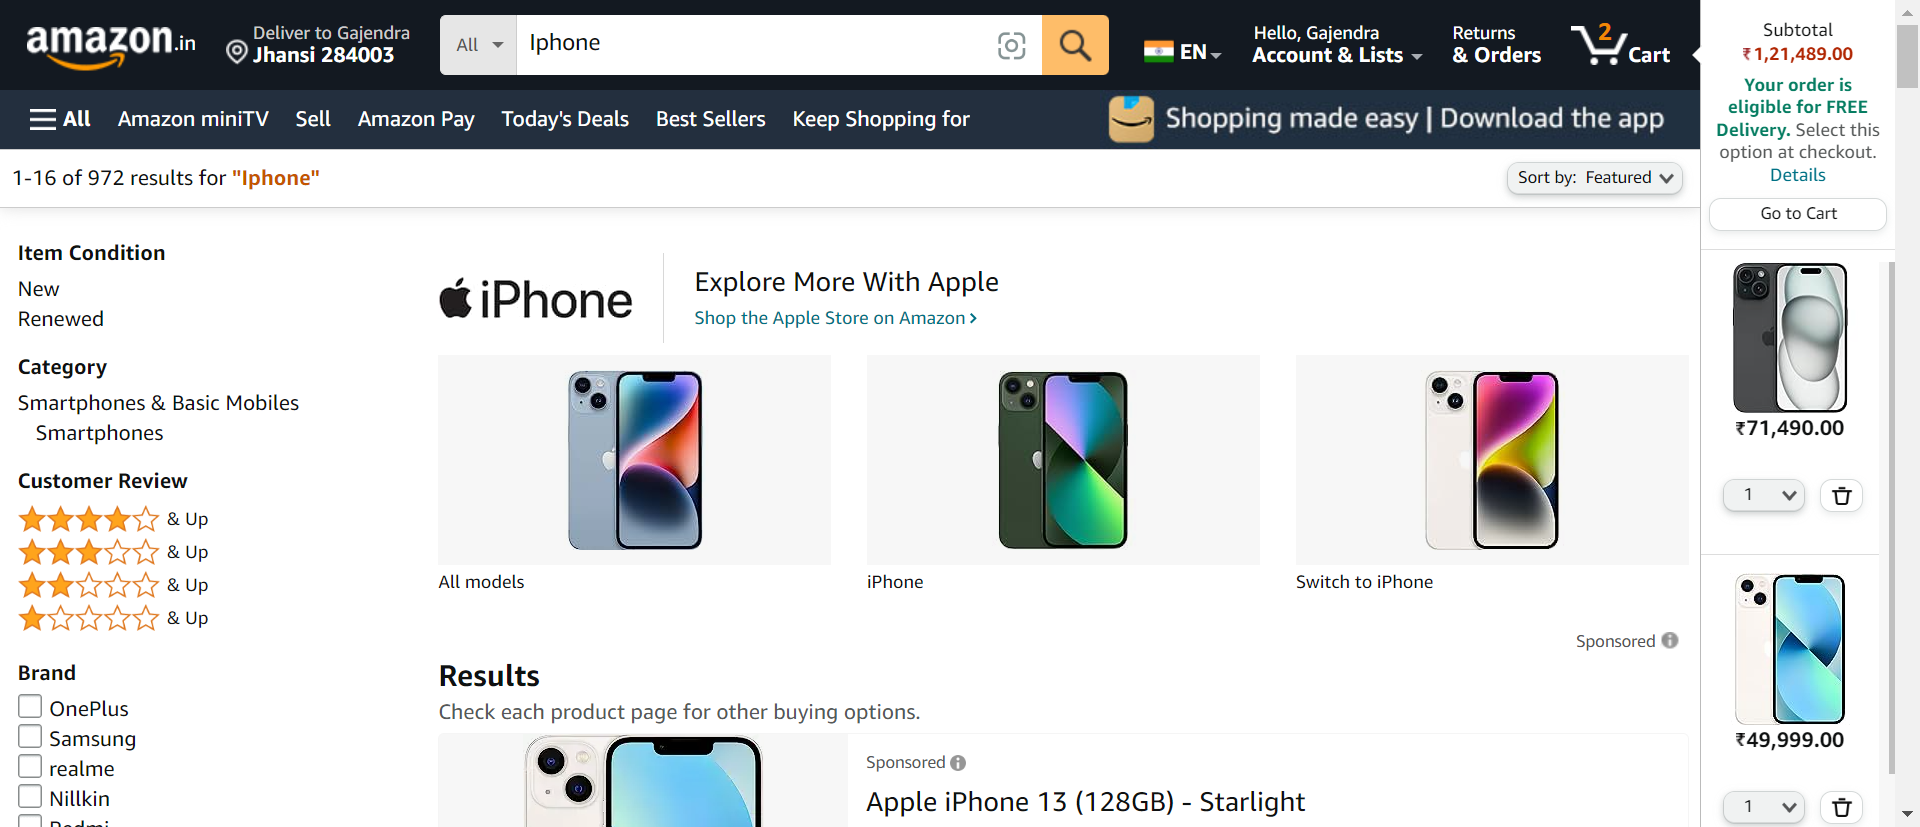 amazon.in
Deliver to Gajendra
Jhansi 284003
All
Iphone
EN
Hello, Gajendra
Account & Lists
Returns
& Orders
2
Cart
All
Amazon miniTV
Sell
Amazon Pay
Today's Deals
Best Sellers
Keep Shopping for
Shopping made easy | Download the app
1-16 of 972 results for "Iphone"
Sort by: Featured
Item Condition
New
Renewed
Category
Smartphones & Basic Mobiles
Smartphones
Customer Review
& Up
& Up
& Up
& Up
Brand
OnePlus
Samsung
realme
Nillkin
Redmi
iPhone
Explore More With Apple
Shop the Apple Store on Amazon ›
All models
iPhone
Switch to iPhone
Sponsored
Results
Check each product page for other buying options.
Sponsored
Apple iPhone 13 (128GB) - Starlight
Subtotal
₹1,21,489.00
Your order is
eligible for FREE
Delivery. Select this
option at checkout.
Details
Go to Cart
₹71,490.00
1
₹49,999.00
1